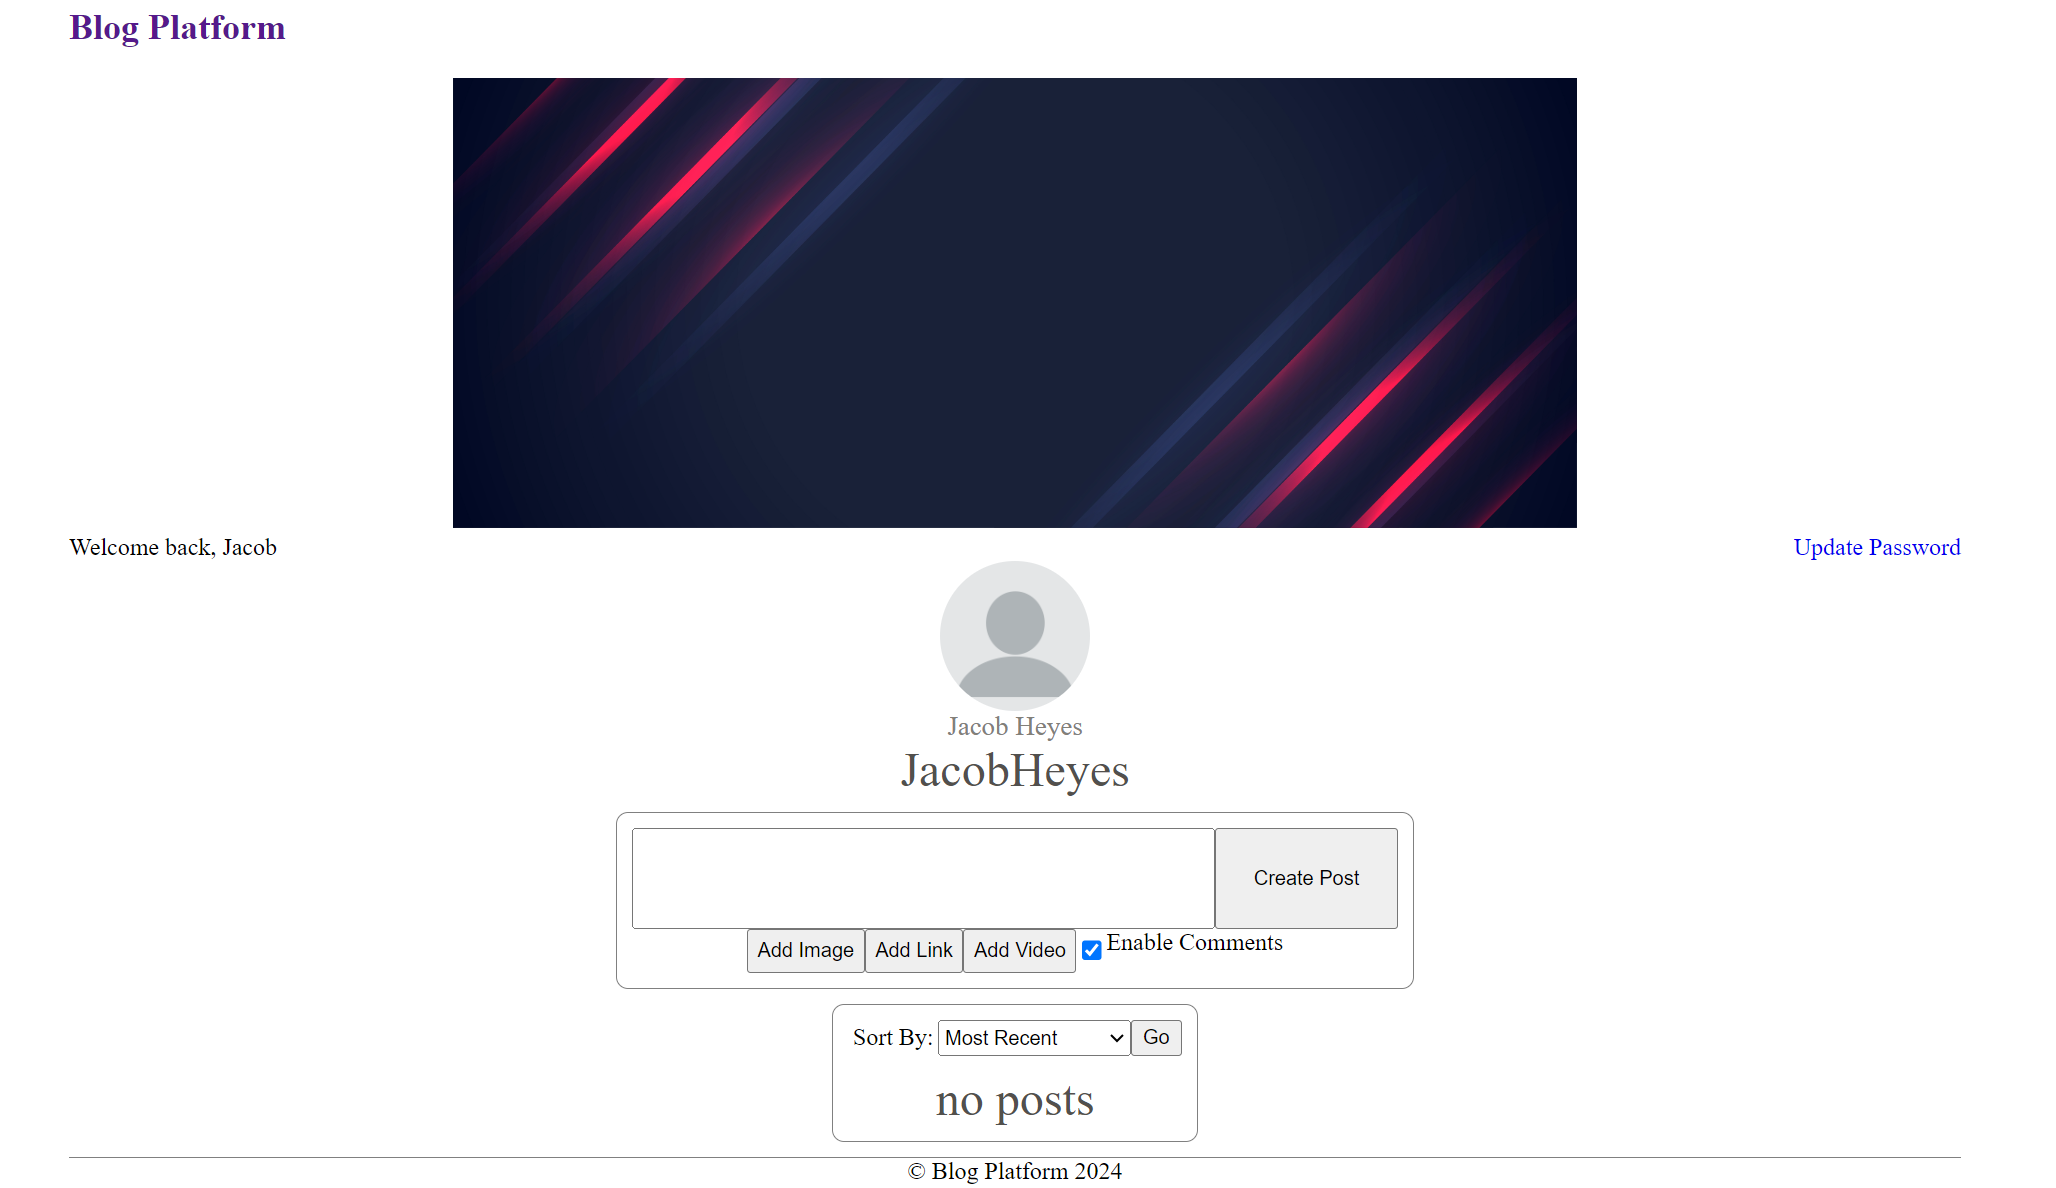 Blog Platform
Welcome back, Jacob
Update Password
Jacob Heyes
JacobHeyes
Create Post
Add Image Add Link Add Video Enable Comments
Sort By: Most Recent Go
no posts
© Blog Platform 2024